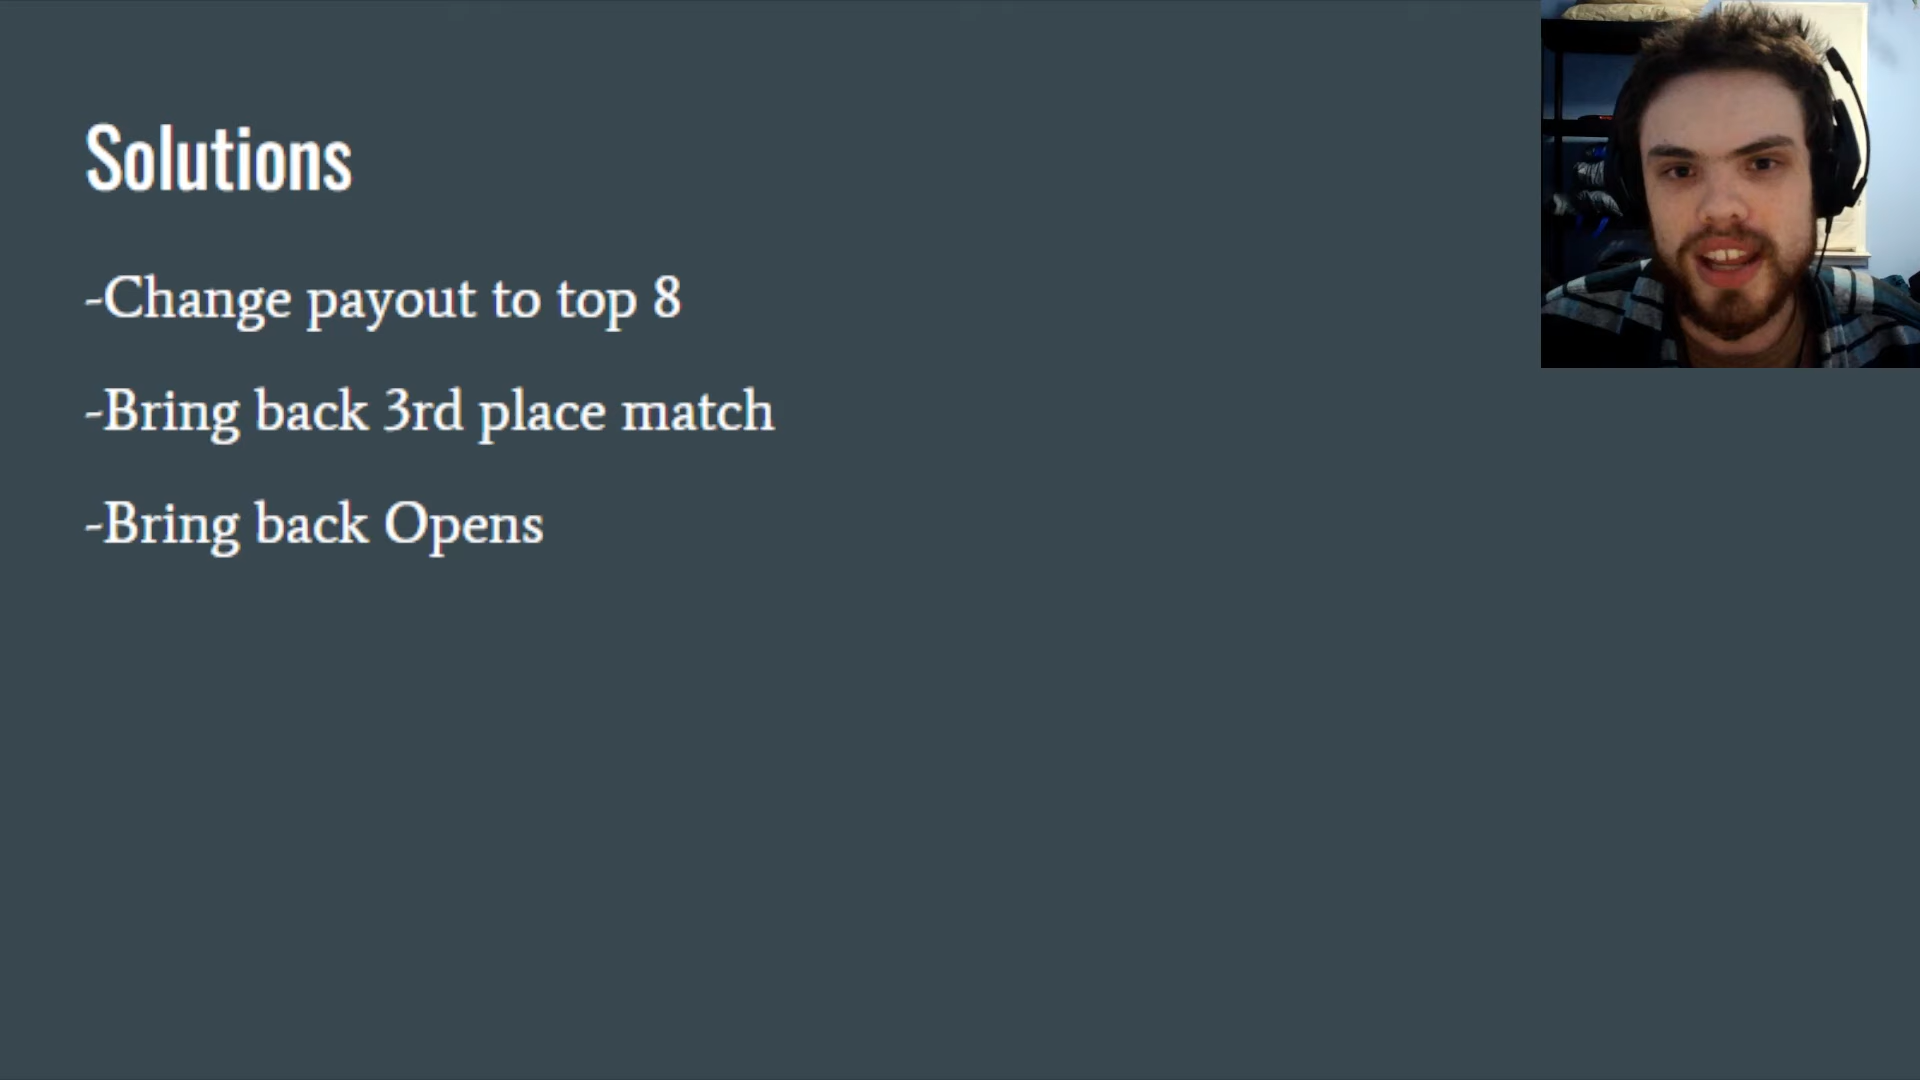 Solutions
-Change payout to top 8
-Bring back 3rd place match
-Bring back Opens